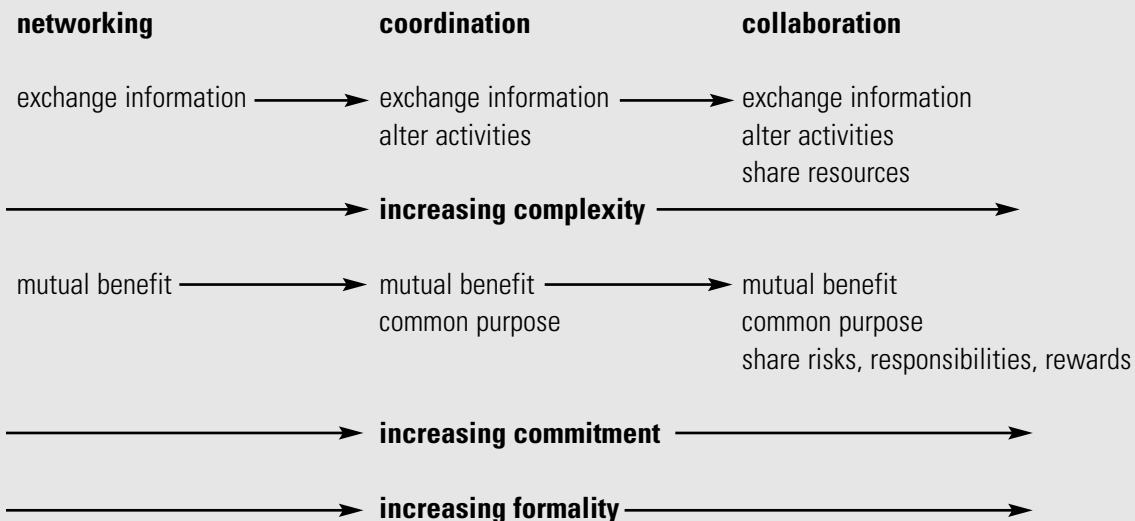 networking coordination collaboration
exchange information exchange information exchange information
alter activities alter activities
share resources
increasing complexity
mutual benefit mutual benefit mutual benefit
common purpose common purpose
share risks, responsibilities, rewards
increasing commitment
increasing formality